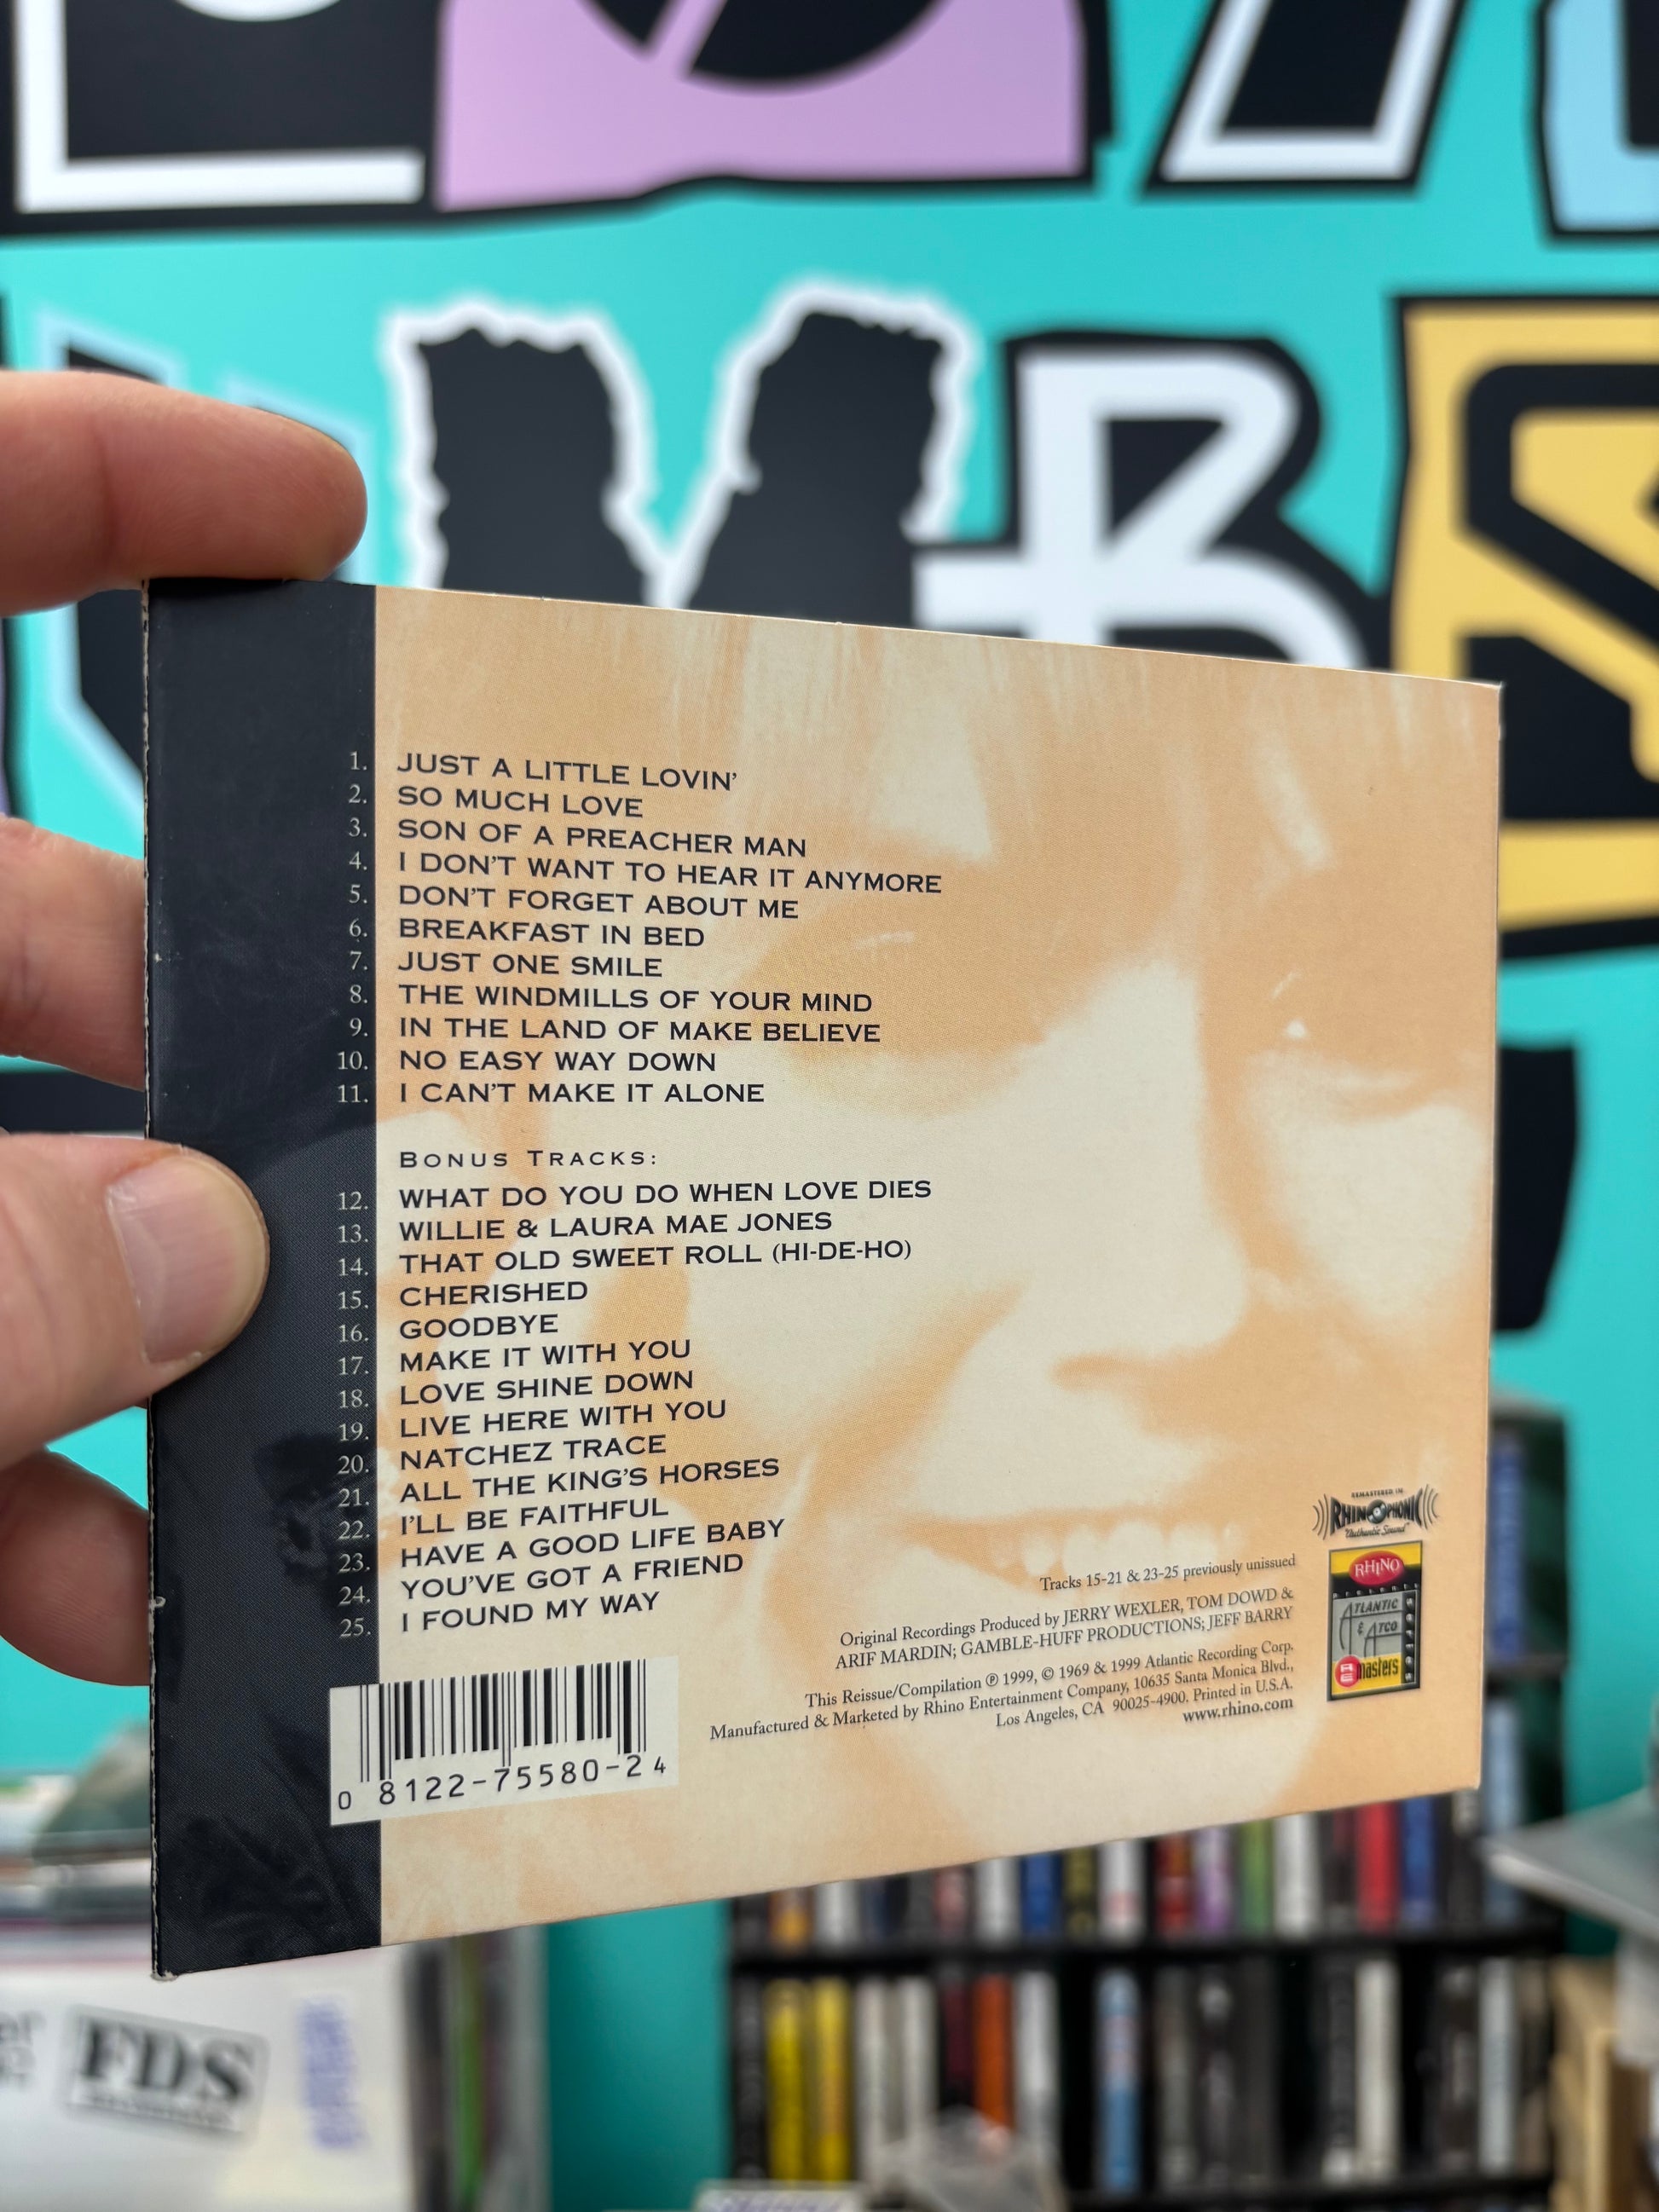 1. JUST A LITTLE LOVIN'
2. SO MUCH LOVE
3. SON OF A PREACHER MAN
4. I DON'T WANT TO HEAR IT ANYMORE
5. DON'T FORGET ABOUT ME
6. BREAKFAST IN BED
7. JUST ONE SMILE
8. THE WINDMILLS OF YOUR MIND
9. IN THE LAND OF MAKE BELIEVE
10. NO EASY WAY DOWN
11. I CAN'T MAKE IT ALONE
BONUS TRACKS:
12. WHAT DO YOU DO WHEN LOVE DIES
13. WILLIE & LAURA MAE JONES
14. THAT OLD SWEET ROLL (HI-DE-HO)
15. CHERISHED
16. GOODBYE
17. MAKE IT WITH YOU
18. LOVE SHINE DOWN
19. LIVE HERE WITH YOU
20. NATCHEZ TRACE
21. ALL THE KING'S HORSES
22. I'LL BE FAITHFUL
23. HAVE A GOOD LIFE BABY
24. YOU'VE GOT A FRIEND
25. I FOUND MY WAY
REMASTERED IN
RHINOPHONIC
"Authentic Sound"
RHINO
PRESENTS
ATLANTIC
& ATCO
REmasters
Tracks 15-21 & 23-25 previously unissued
Original Recordings Produced by JERRY WEXLER, TOM DOWD &
ARIF MARDIN; GAMBLE-HUFF PRODUCTIONS; JEFF BARRY
This Reissue/Compilation ℗ 1999, © 1969 & 1999 Atlantic Recording Corp.
Manufactured & Marketed by Rhino Entertainment Company, 10635 Santa Monica Blvd.,
Los Angeles, CA 90025-4900. Printed in U.S.A.
www.rhino.com
0 8122-75580-2 4
FDS